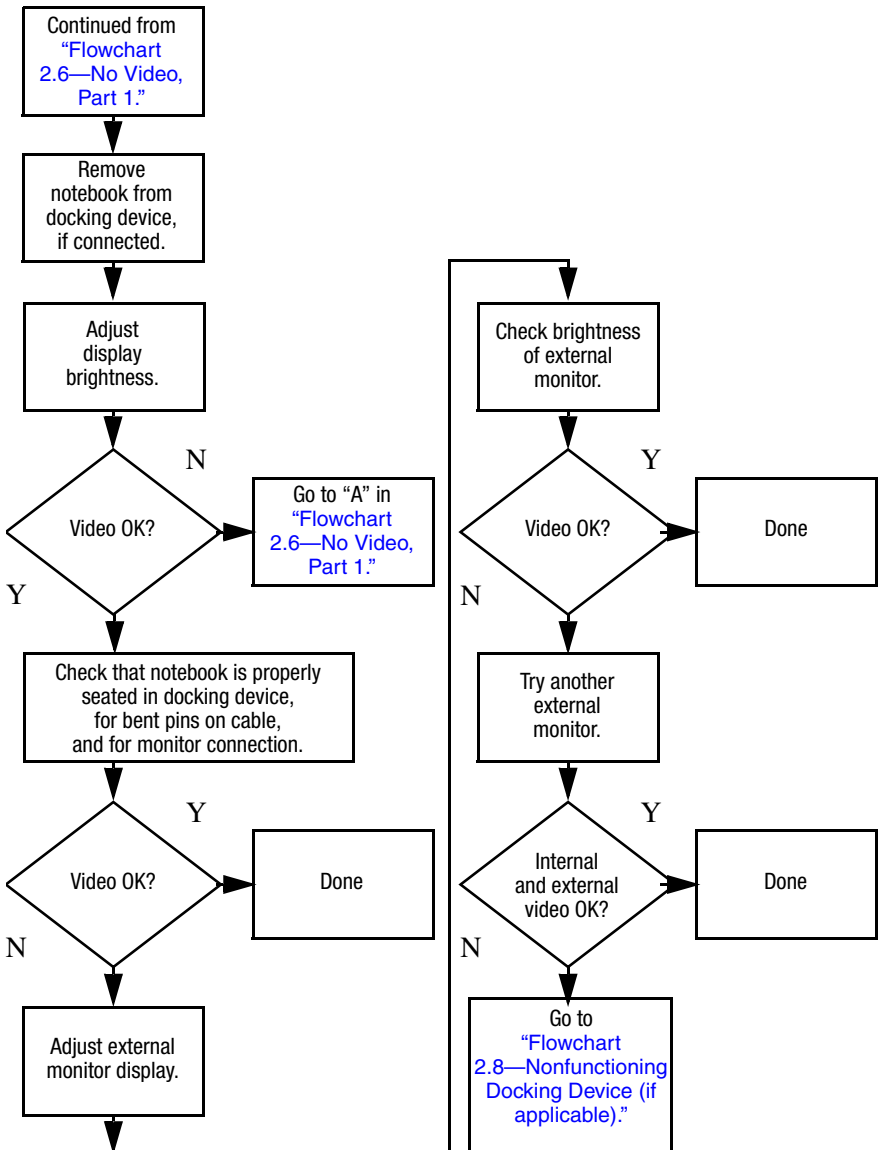 Continued from
“Flowchart
2.6—No Video,
Part 1.”
Remove
notebook from
docking device,
if connected.
Adjust
display
brightness.
Video OK?
N
Y
Go to “A” in
“Flowchart
2.6—No Video,
Part 1.”
Check that notebook is properly
seated in docking device,
for bent pins on cable,
and for monitor connection.
Video OK?
Y
N
Done
Adjust external
monitor display.
Check brightness
of external
monitor.
Video OK?
Y
N
Done
Try another
external
monitor.
Internal
and external
video OK?
Y
N
Done
Go to
“Flowchart
2.8—Nonfunctioning
Docking Device (if
applicable).”